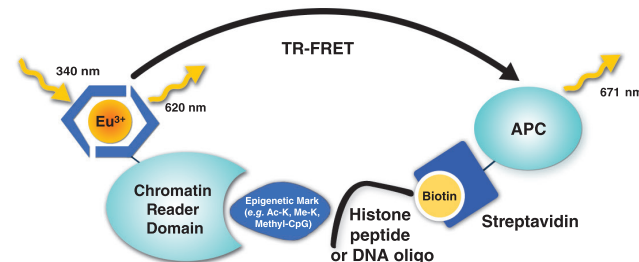 TR-FRET
340 nm
620 nm
671 nm
Eu³⁺
APC
Chromatin
Reader
Domain
Epigenetic Mark
(e.g. Ac-K, Me-K,
Methyl-CpG)
Biotin
Streptavidin
Histone
peptide
or DNA oligo